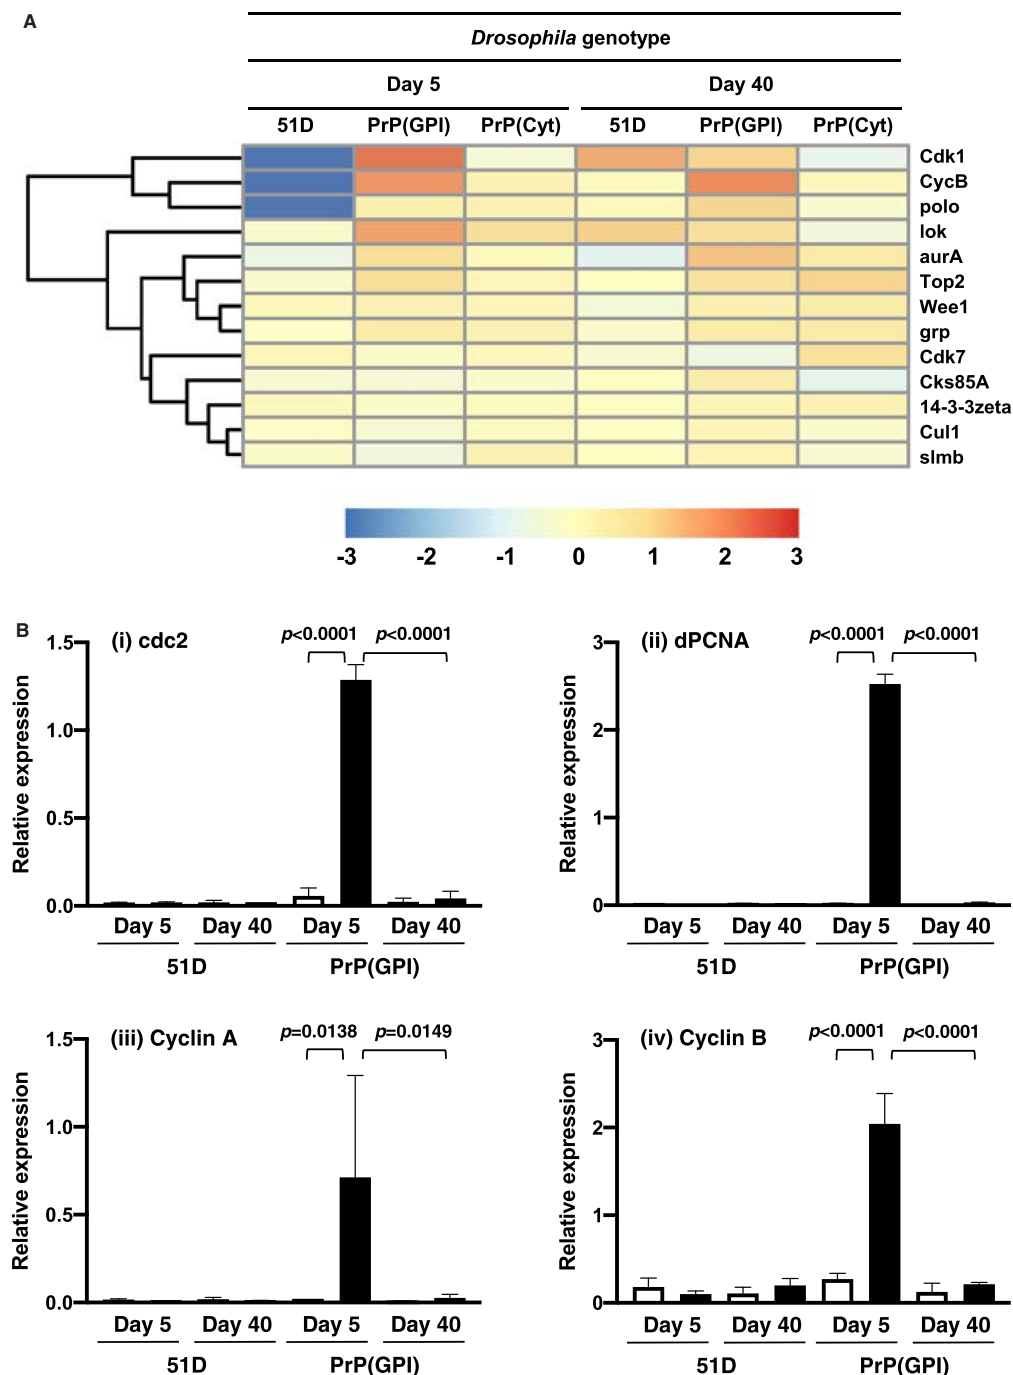 A
Drosophila genotype
Day 5 Day 40
51D PrP(GPI) PrP(Cyt) 51D PrP(GPI) PrP(Cyt)
Cdk1
CycB
polo
lok
aurA
Top2
Wee1
grp
Cdk7
Cks85A
14-3-3zeta
Cul1
slmb
-3 -2 -1 0 1 2 3
B
(i) cdc2
p<0.0001 p<0.0001
Relative expression
1.5
1.0
0.5
0.0
Day 5 Day 40 Day 5 Day 40
51D PrP(GPI)
(ii) dPCNA
p<0.0001 p<0.0001
Relative expression
3
2
1
0
Day 5 Day 40 Day 5 Day 40
51D PrP(GPI)
(iii) Cyclin A
p=0.0138 p=0.0149
Relative expression
1.5
1.0
0.5
0.0
Day 5 Day 40 Day 5 Day 40
51D PrP(GPI)
(iv) Cyclin B
p<0.0001 p<0.0001
Relative expression
3
2
1
0
Day 5 Day 40 Day 5 Day 40
51D PrP(GPI)